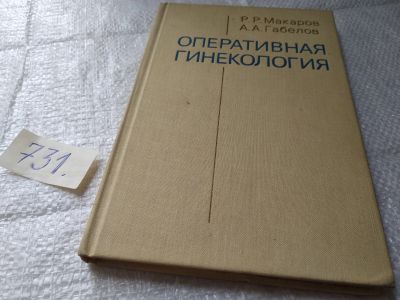 Р.Р.Макаров
А.А.Габелов
ОПЕРАТИВНАЯ
ГИНЕКОЛОГИЯ
731.